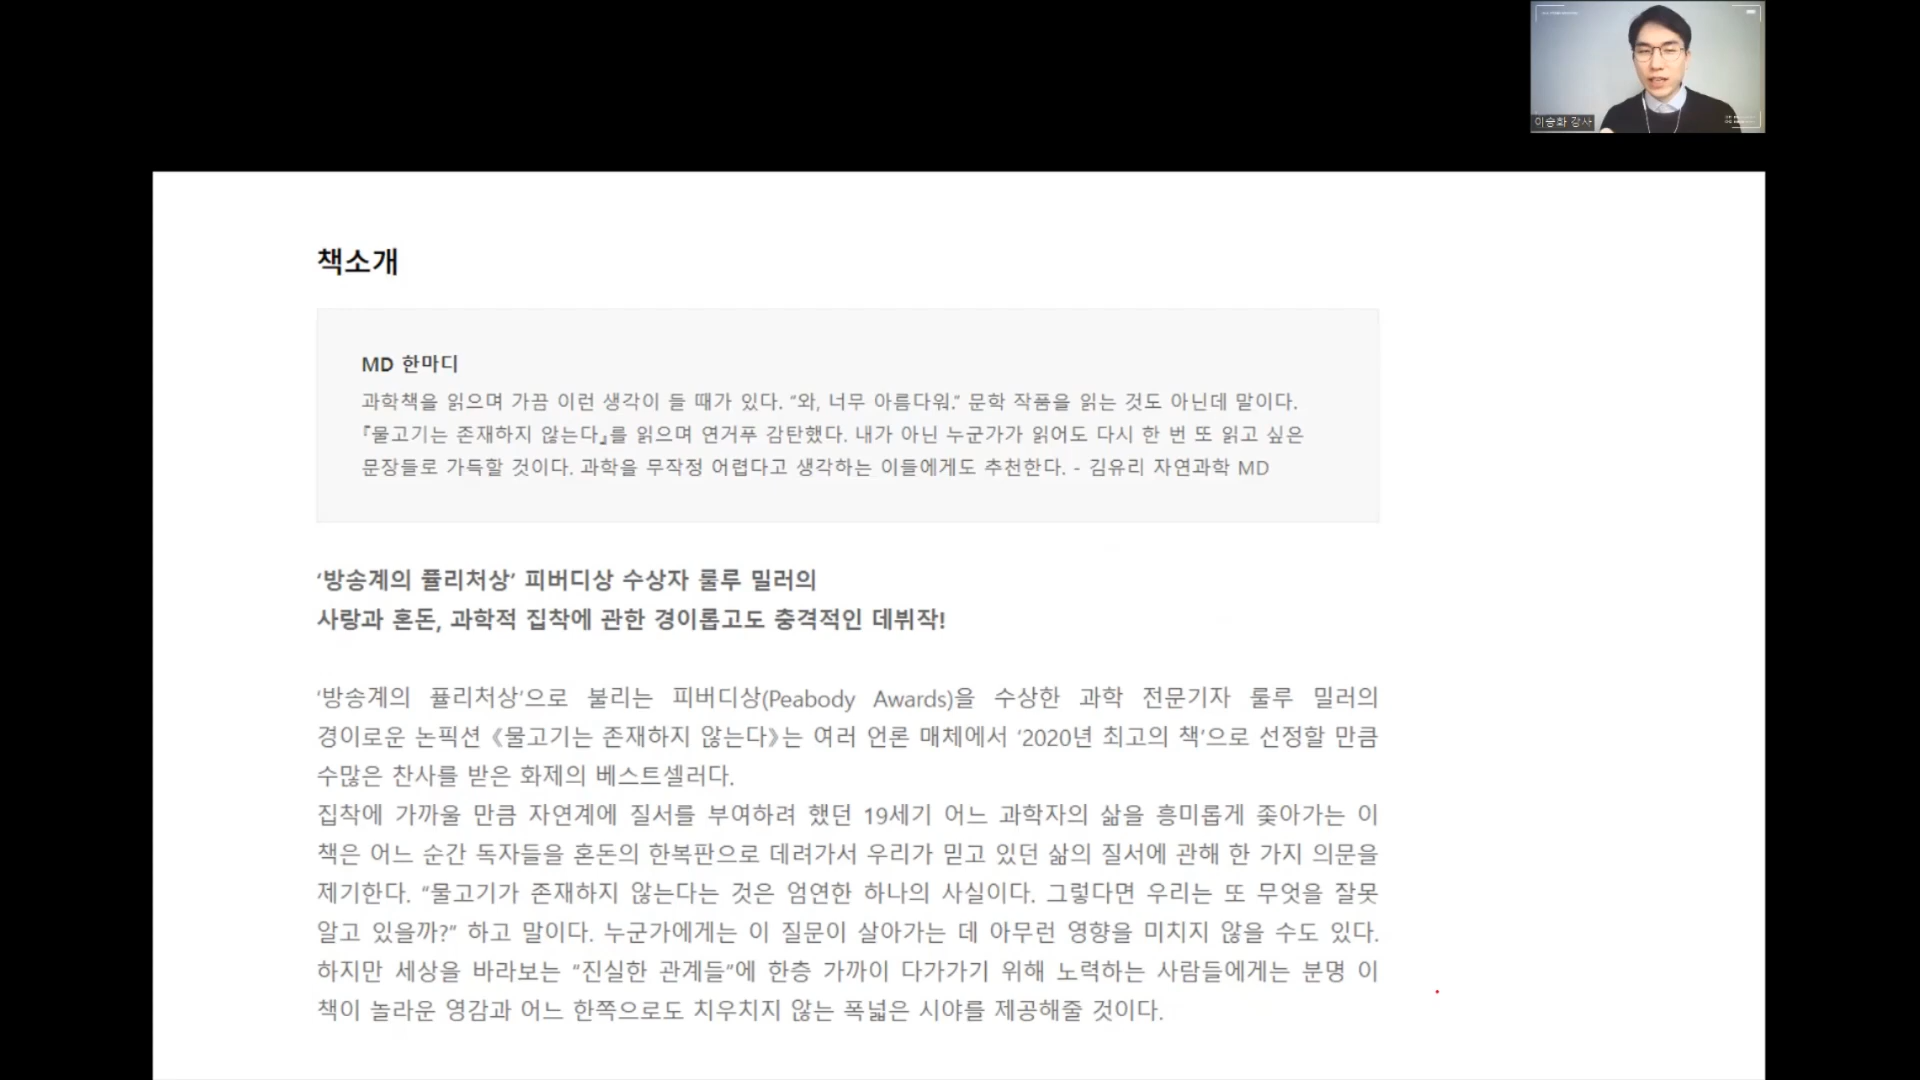 이승화 강사
책소개
MD 한마디
과학책을 읽으며 가끔 이런 생각이 들 때가 있다. “와, 너무 아름다워.” 문학 작품을 읽는 것도 아닌데 말이다.
『물고기는 존재하지 않는다』를 읽으며 연거푸 감탄했다. 내가 아닌 누군가가 읽어도 다시 한 번 또 읽고 싶은
문장들로 가득할 것이다. 과학을 무작정 어렵다고 생각하는 이들에게도 추천한다. - 김유리 자연과학 MD
‘방송계의 퓰리처상’ 피버디상 수상자 룰루 밀러의
사랑과 혼돈, 과학적 집착에 관한 경이롭고도 충격적인 데뷔작!
‘방송계의 퓰리처상’으로 불리는 피버디상(Peabody Awards)을 수상한 과학 전문기자 룰루 밀러의
경이로운 논픽션 《물고기는 존재하지 않는다》는 여러 언론 매체에서 ‘2020년 최고의 책’으로 선정할 만큼
수많은 찬사를 받은 화제의 베스트셀러다.
집착에 가까울 만큼 자연계에 질서를 부여하려 했던 19세기 어느 과학자의 삶을 흥미롭게 좇아가는 이
책은 어느 순간 독자들을 혼돈의 한복판으로 데려가서 우리가 믿고 있던 삶의 질서에 관해 한 가지 의문을
제기한다. “물고기가 존재하지 않는다는 것은 엄연한 하나의 사실이다. 그렇다면 우리는 또 무엇을 잘못
알고 있을까?” 하고 말이다. 누군가에게는 이 질문이 살아가는 데 아무런 영향을 미치지 않을 수도 있다.
하지만 세상을 바라보는 “진실한 관계들”에 한층 가까이 다가가기 위해 노력하는 사람들에게는 분명 이
책이 놀라운 영감과 어느 한쪽으로도 치우치지 않는 폭넓은 시야를 제공해줄 것이다.